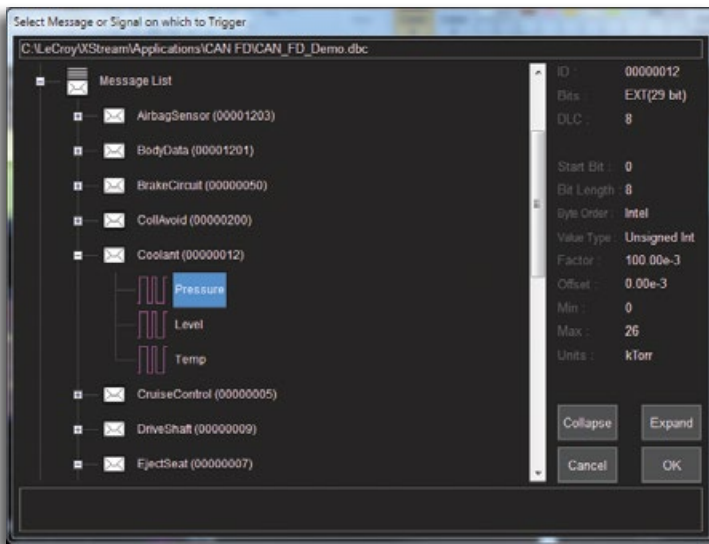 Select Message or Signal on which to Trigger
C:\LeCroy\XStream\Applications\CAN FD\CAN_FD_Demo.dbc
Message List
AirbagSensor (00001203)
BodyData (00001201)
BrakeCircuit (00000050)
CollAvoid (00000200)
Coolant (00000012)
Pressure
Level
Temp
CruiseControl (00000005)
DriveShaft (00000009)
EjectSeat (00000007)
ID : 00000012
Bits : EXT(29 bit)
DLC : 8
Start Bit : 0
Bit Length : 8
Byte Order : Intel
Value Type : Unsigned Int
Factor : 100.00e-3
Offset : 0.00e-3
Min : 0
Max : 26
Units : kTorr
Collapse Expand
Cancel OK